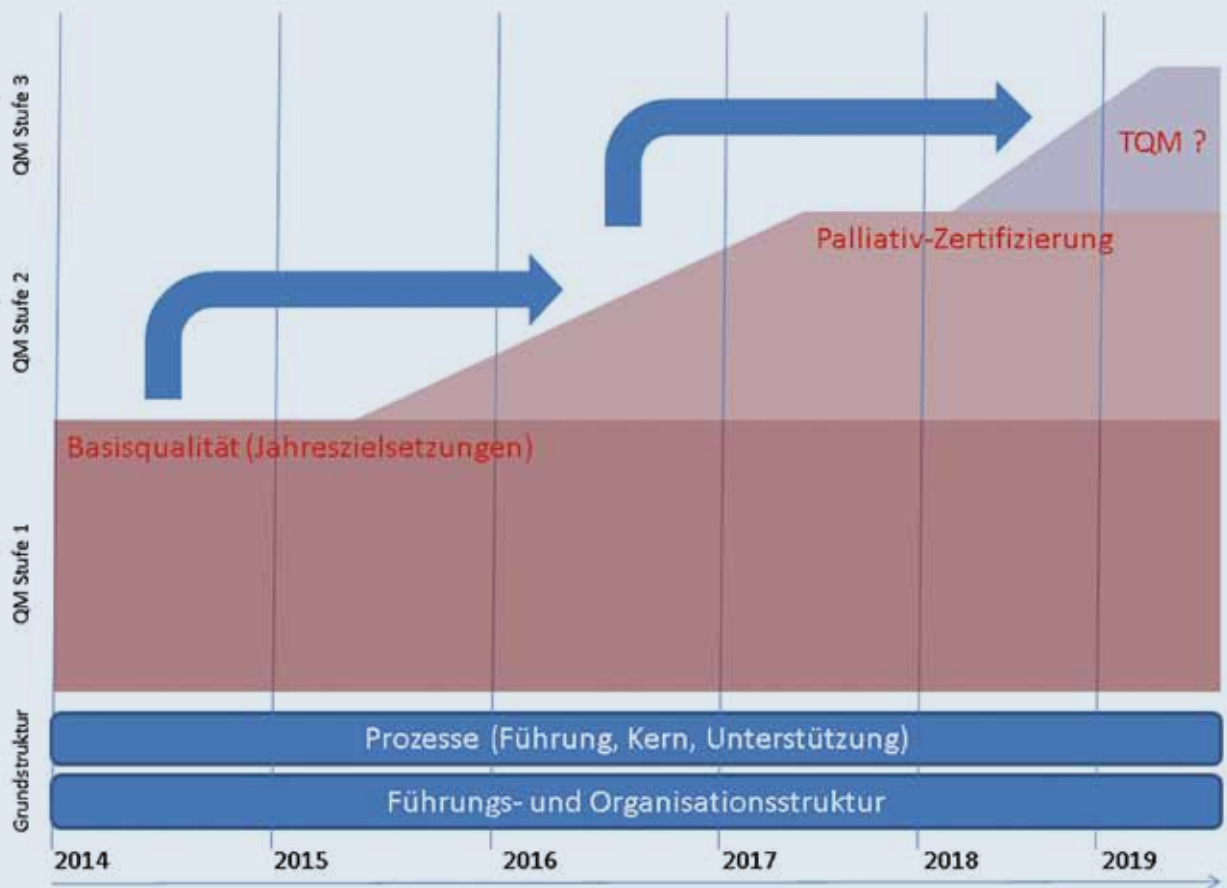 QM Stufe 3
TQM ?
Palliativ-Zertifizierung
QM Stufe 2
Basisqualität (Jahreszielsetzungen)
QM Stufe 1
Grundstruktur
Prozesse (Führung, Kern, Unterstützung)
Führungs- und Organisationsstruktur
2014 2015 2016 2017 2018 2019